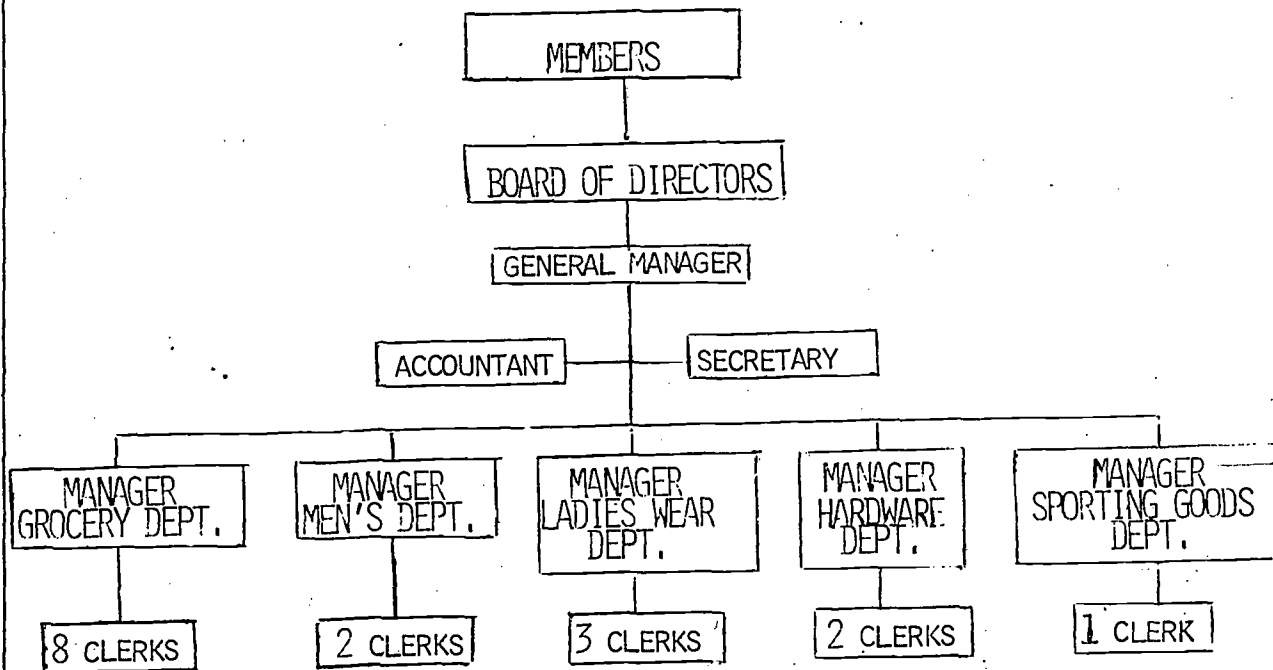 MEMBERS
BOARD OF DIRECTORS
GENERAL MANAGER
ACCOUNTANT
SECRETARY
MANAGER
GROCERY DEPT.
MANAGER
MEN'S DEPT.
MANAGER
LADIES WEAR
DEPT.
MANAGER
HARDWARE
DEPT.
MANAGER
SPORTING GOODS
DEPT.
8 CLERKS
2 CLERKS
3 CLERKS
2 CLERKS
1 CLERK